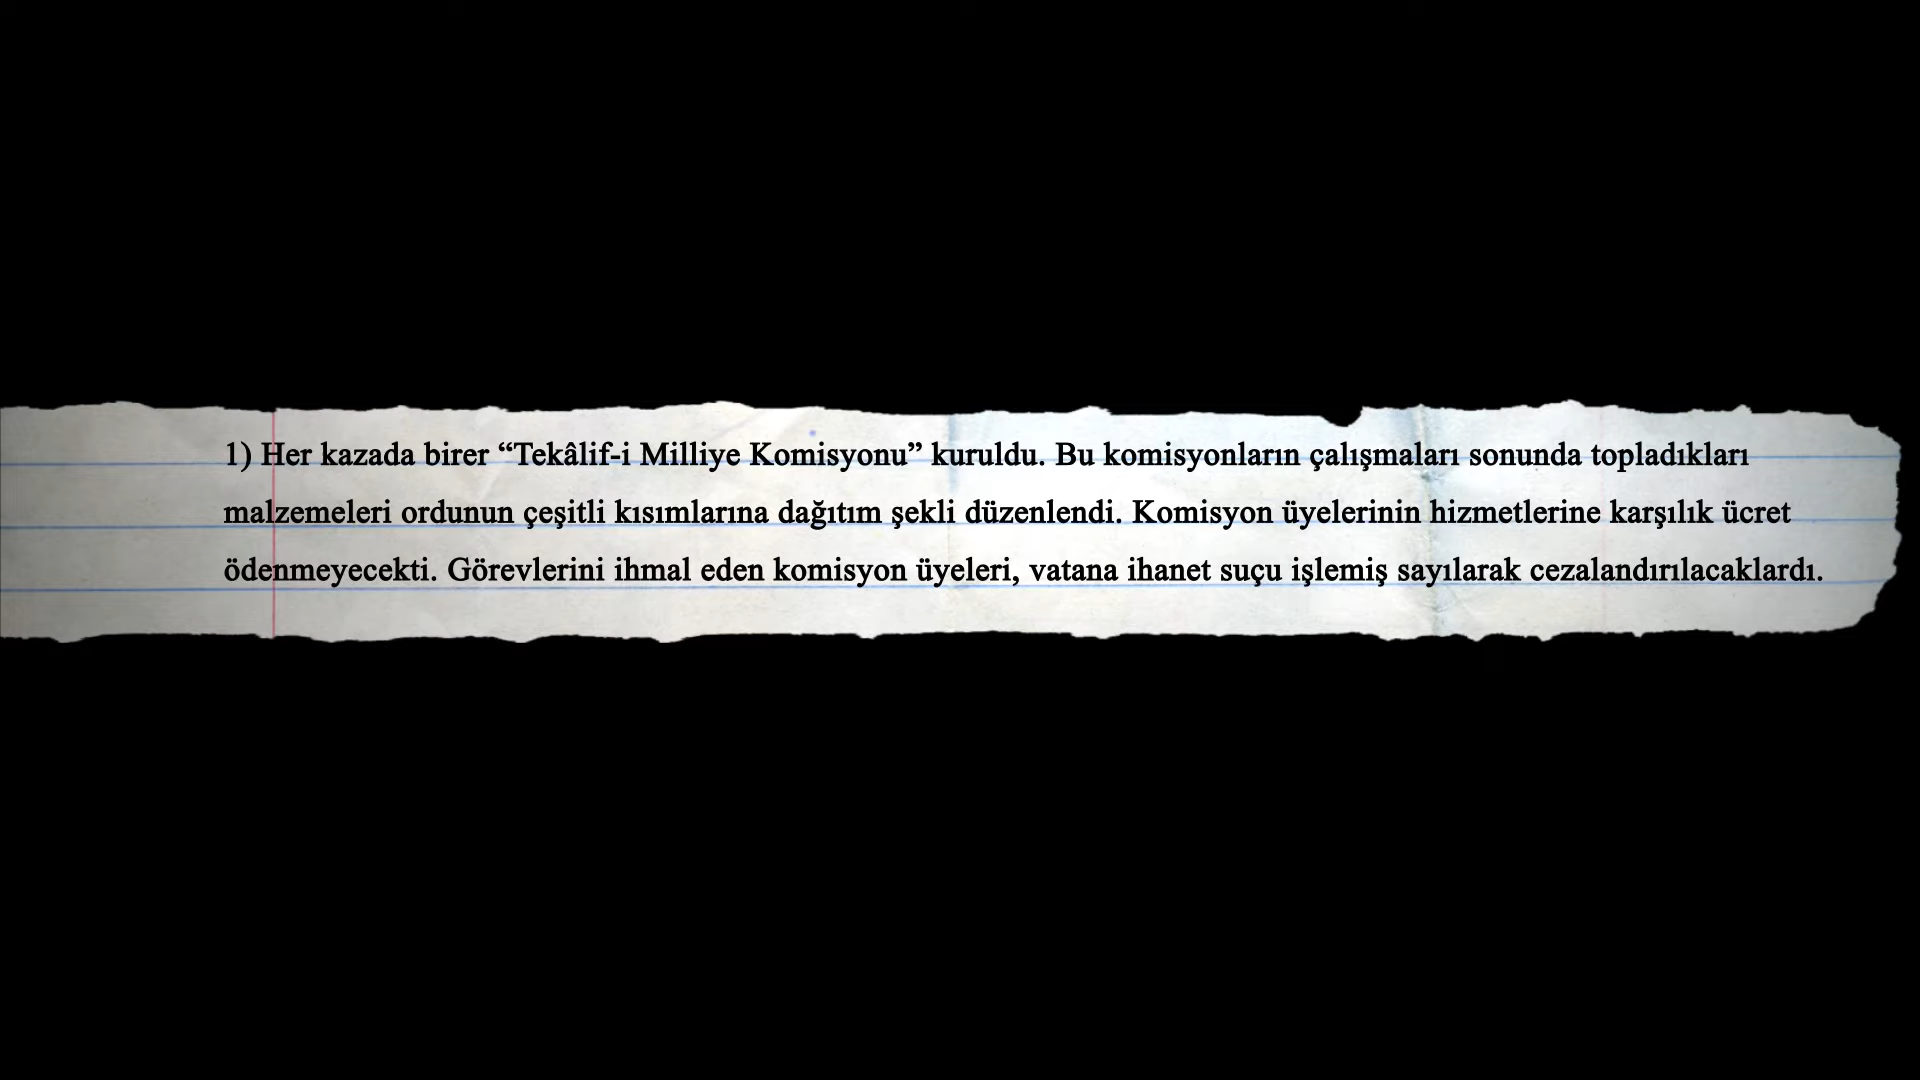 1) Her kazada birer “Tekâlif-i Milliye Komisyonu” kuruldu. Bu komisyonların çalışmaları sonunda topladıkları
malzemeleri ordunun çeşitli kısımlarına dağıtım şekli düzenlendi. Komisyon üyelerinin hizmetlerine karşılık ücret
ödenmeyecekti. Görevlerini ihmal eden komisyon üyeleri, vatana ihanet suçu işlemiş sayılarak cezalandırılacaklardı.